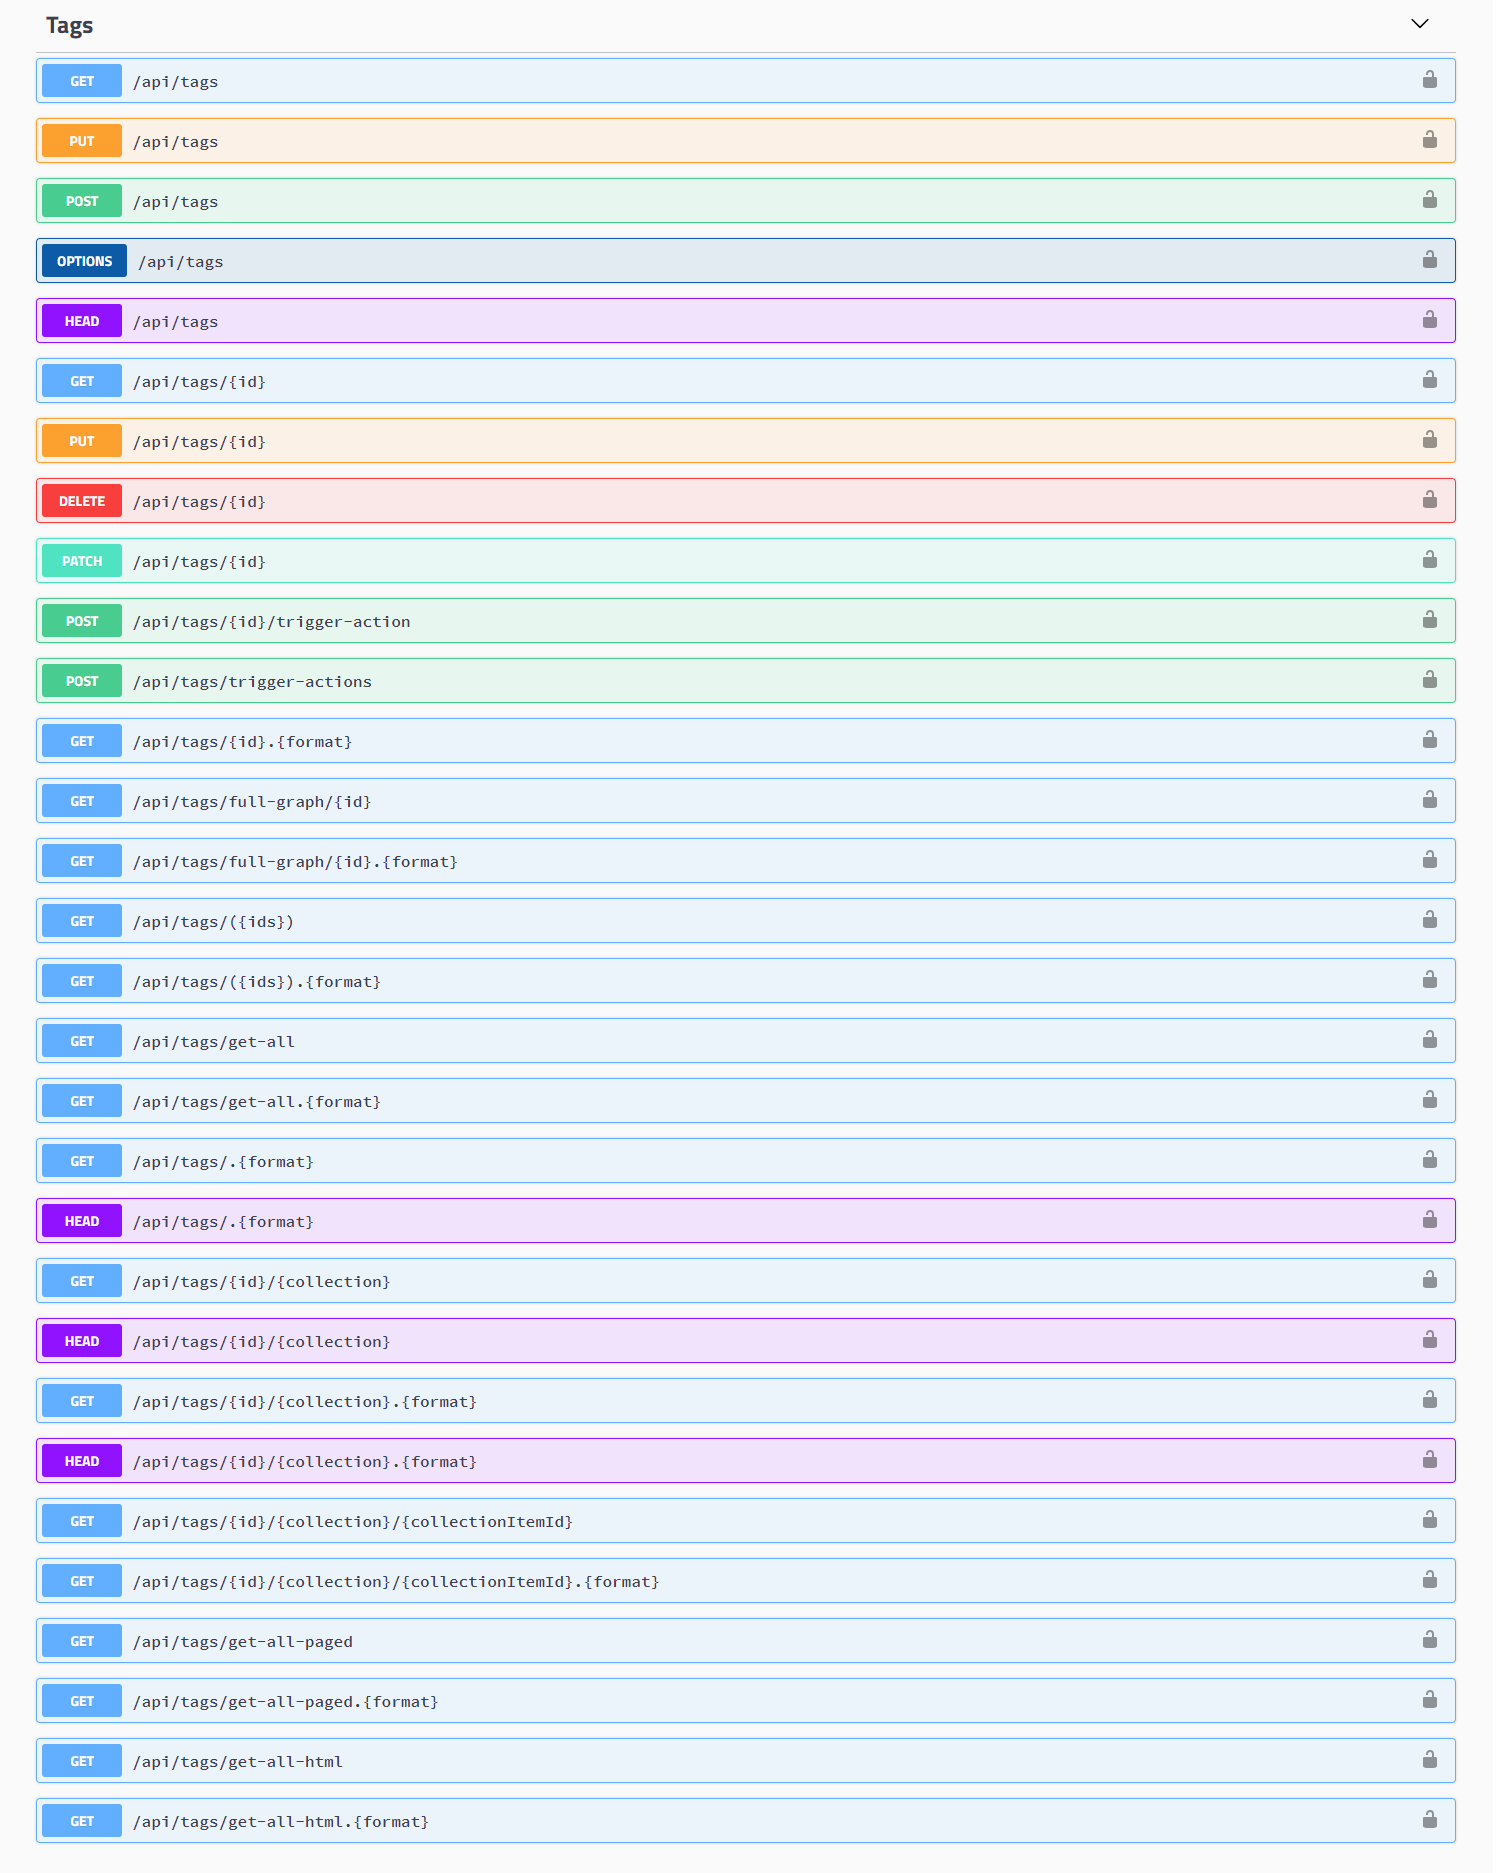 Tags
GET /api/tags
PUT /api/tags
POST /api/tags
OPTIONS /api/tags
HEAD /api/tags
GET /api/tags/{id}
PUT /api/tags/{id}
DELETE /api/tags/{id}
PATCH /api/tags/{id}
POST /api/tags/{id}/trigger-action
POST /api/tags/trigger-actions
GET /api/tags/{id}.{format}
GET /api/tags/full-graph/{id}
GET /api/tags/full-graph/{id}.{format}
GET /api/tags/({ids})
GET /api/tags/({ids}).{format}
GET /api/tags/get-all
GET /api/tags/get-all.{format}
GET /api/tags/.{format}
HEAD /api/tags/.{format}
GET /api/tags/{id}/{collection}
HEAD /api/tags/{id}/{collection}
GET /api/tags/{id}/{collection}.{format}
HEAD /api/tags/{id}/{collection}.{format}
GET /api/tags/{id}/{collection}/{collectionItemId}
GET /api/tags/{id}/{collection}/{collectionItemId}.{format}
GET /api/tags/get-all-paged
GET /api/tags/get-all-paged.{format}
GET /api/tags/get-all-html
GET /api/tags/get-all-html.{format}